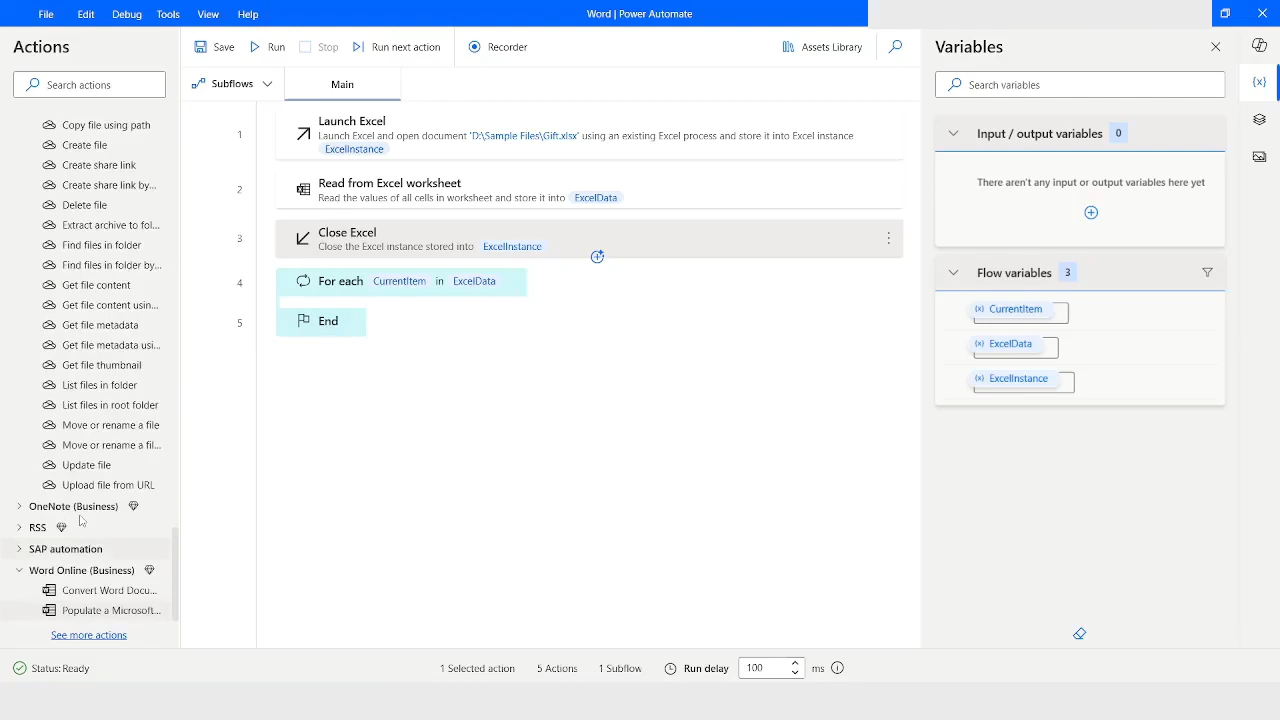 File Edit Debug Tools View Help
Word | Power Automate
Actions
Search actions
Copy file using path
Create file
Create share link
Create share link by...
Delete file
Extract archive to fol...
Find files in folder
Find files in folder by...
Get file content
Get file content usin...
Get file metadata
Get file metadata usi...
Get file thumbnail
List files in folder
List files in root folder
Move or rename a file
Move or rename a fil...
Update file
Upload file from URL
OneNote (Business)
RSS
SAP automation
Word Online (Business)
Convert Word Docu...
Populate a Microsoft...
See more actions
Save Run Stop Run next action Recorder Assets Library
Subflows Main
1
Launch Excel
Launch Excel and open document 'D:\Sample Files\Gift.xlsx' using an existing Excel process and store it into Excel instance
ExcelInstance
2
Read from Excel worksheet
Read the values of all cells in worksheet and store it into ExcelData
3
Close Excel
Close the Excel instance stored into ExcelInstance
4
For each CurrentItem in ExcelData
5
End
Variables
Search variables
{x}
Input / output variables 0
There aren't any input or output variables here yet
Flow variables 3
{x} CurrentItem
{x} ExcelData
{x} ExcelInstance
Status: Ready 1 Selected action 5 Actions 1 Subflow Run delay 100 ms